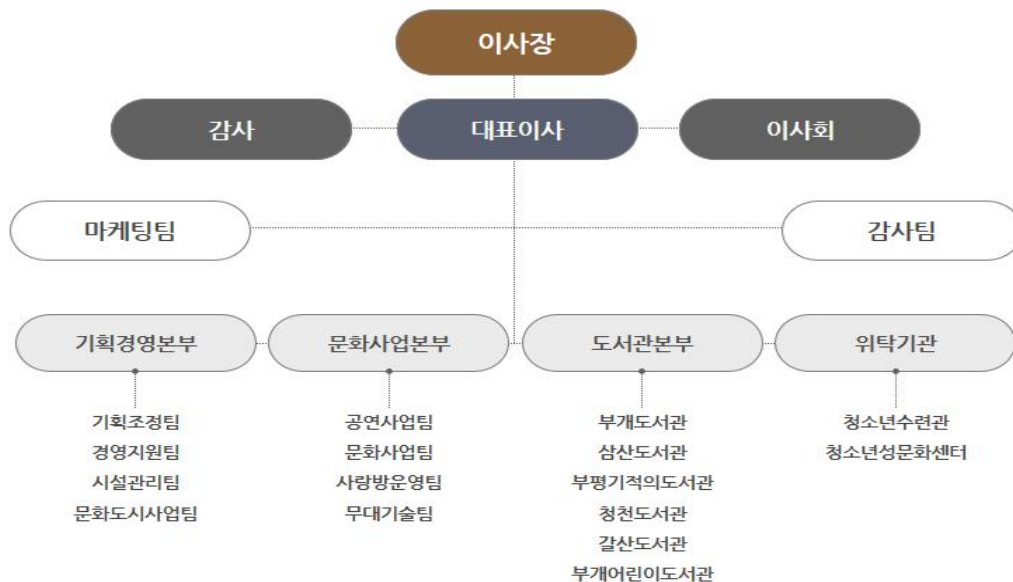 이사장
감사
대표이사
이사회
마케팅팀
감사팀
기획경영본부
문화사업본부
도서관본부
위탁기관
기획조정팀
경영지원팀
시설관리팀
문화도시사업팀
공연사업팀
문화사업팀
사랑방운영팀
무대기술팀
부개도서관
삼산도서관
부평기적의도서관
청천도서관
갈산도서관
부개어린이도서관
청소년수련관
청소년성문화센터